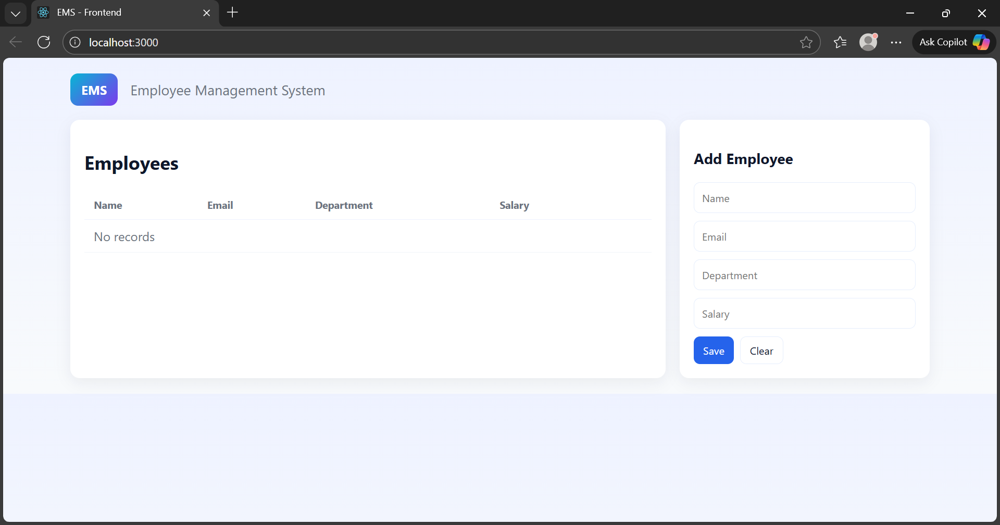 EMS - Frontend
localhost:3000
Ask Copilot
EMS
Employee Management System
Employees
Name Email Department Salary
No records
Add Employee
Name
Email
Department
Salary
Save Clear